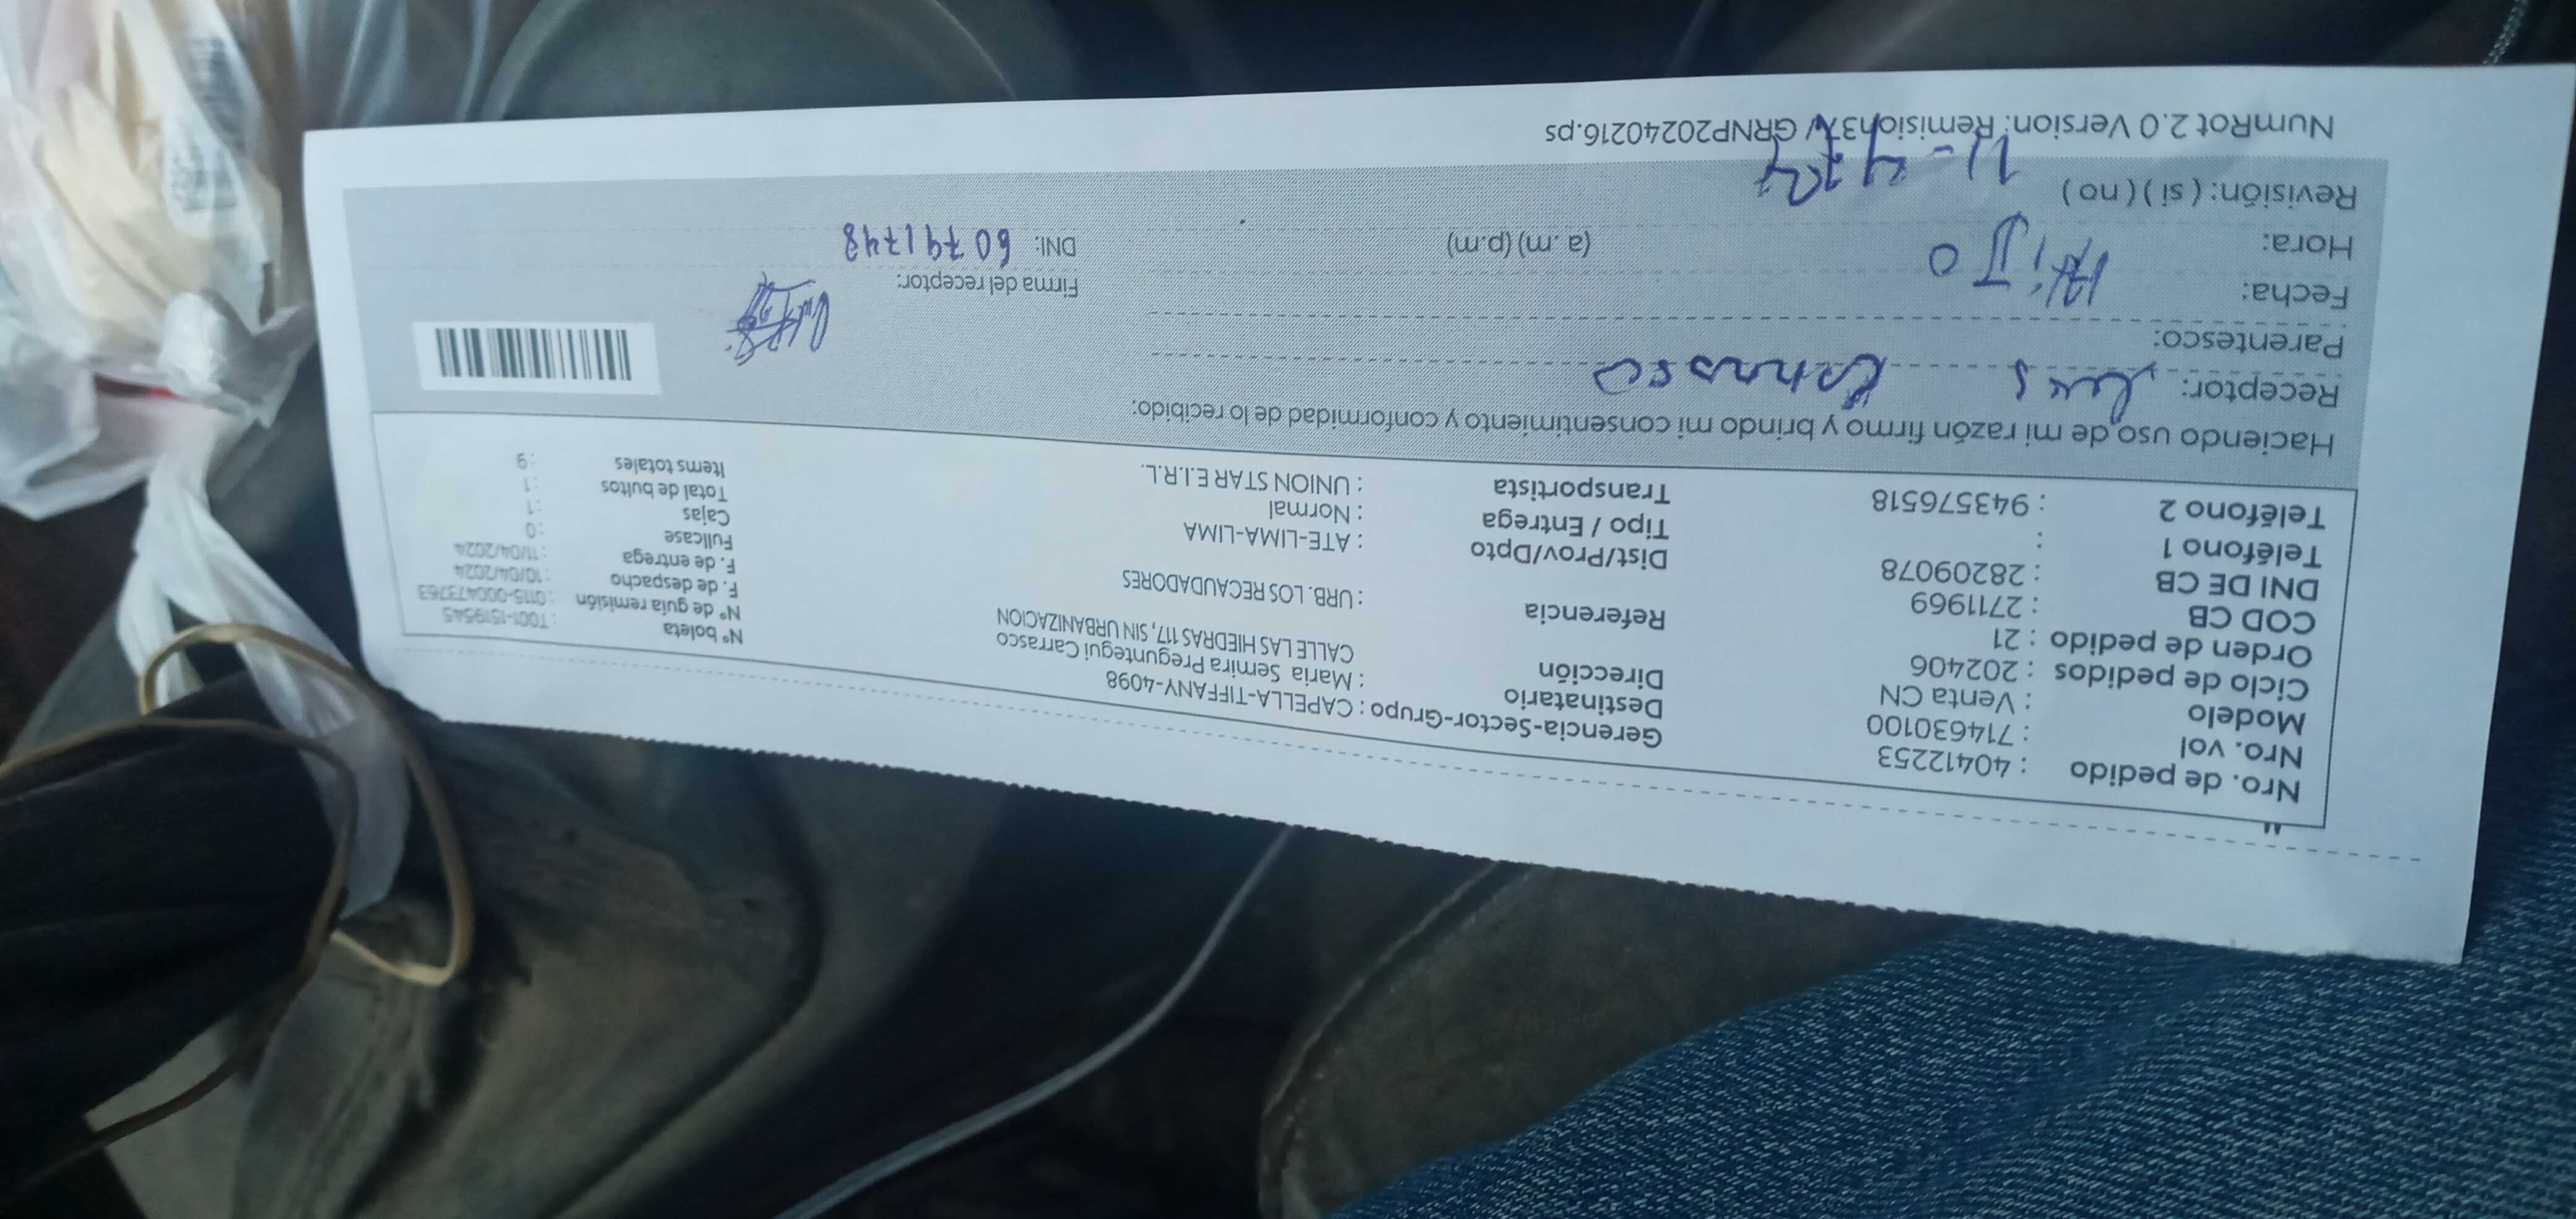 Nro. de pedido : 40412253
Nro. vol : 714630100
Modelo : Venta CN
Ciclo de pedidos : 202406
Orden de pedido : 21
COD CB : 2711969
DNI DE CB : 28209078
Teléfono 1 :
Teléfono 2 : 943576518
Gerencia-Sector-Grupo : CAPELLA-TIFFANY-4098
Destinatario : Maria Semira Preguntegui Carrasco
Dirección CALLE LAS HIEDRAS 117, SIN URBANIZACION
Referencia : URB. LOS RECAUDADORES
Dist/Prov/Dpto : ATE-LIMA-LIMA
Tipo / Entrega : Normal
Transportista : UNION STAR E.I.R.L.
N° boleta : T001-1519545
N° de guía remisión : 0115-000473763
F. de despacho : 10/04/2024
F. de entrega : 11/04/2024
Fullcase : 0
Cajas : 1
Total de bultos : 1
Items totales : 9
Haciendo uso de mi razón firmo y brindo mi consentimiento y conformidad de lo recibido:
Receptor:
Parentesco:
Fecha:
Hora: (a .m) (p.m)
Revisión: ( si ) ( no )
Firma del receptor:
DNI: 60791748
NumRot 2.0 Version: Remision37 / GRNP20240216.ps